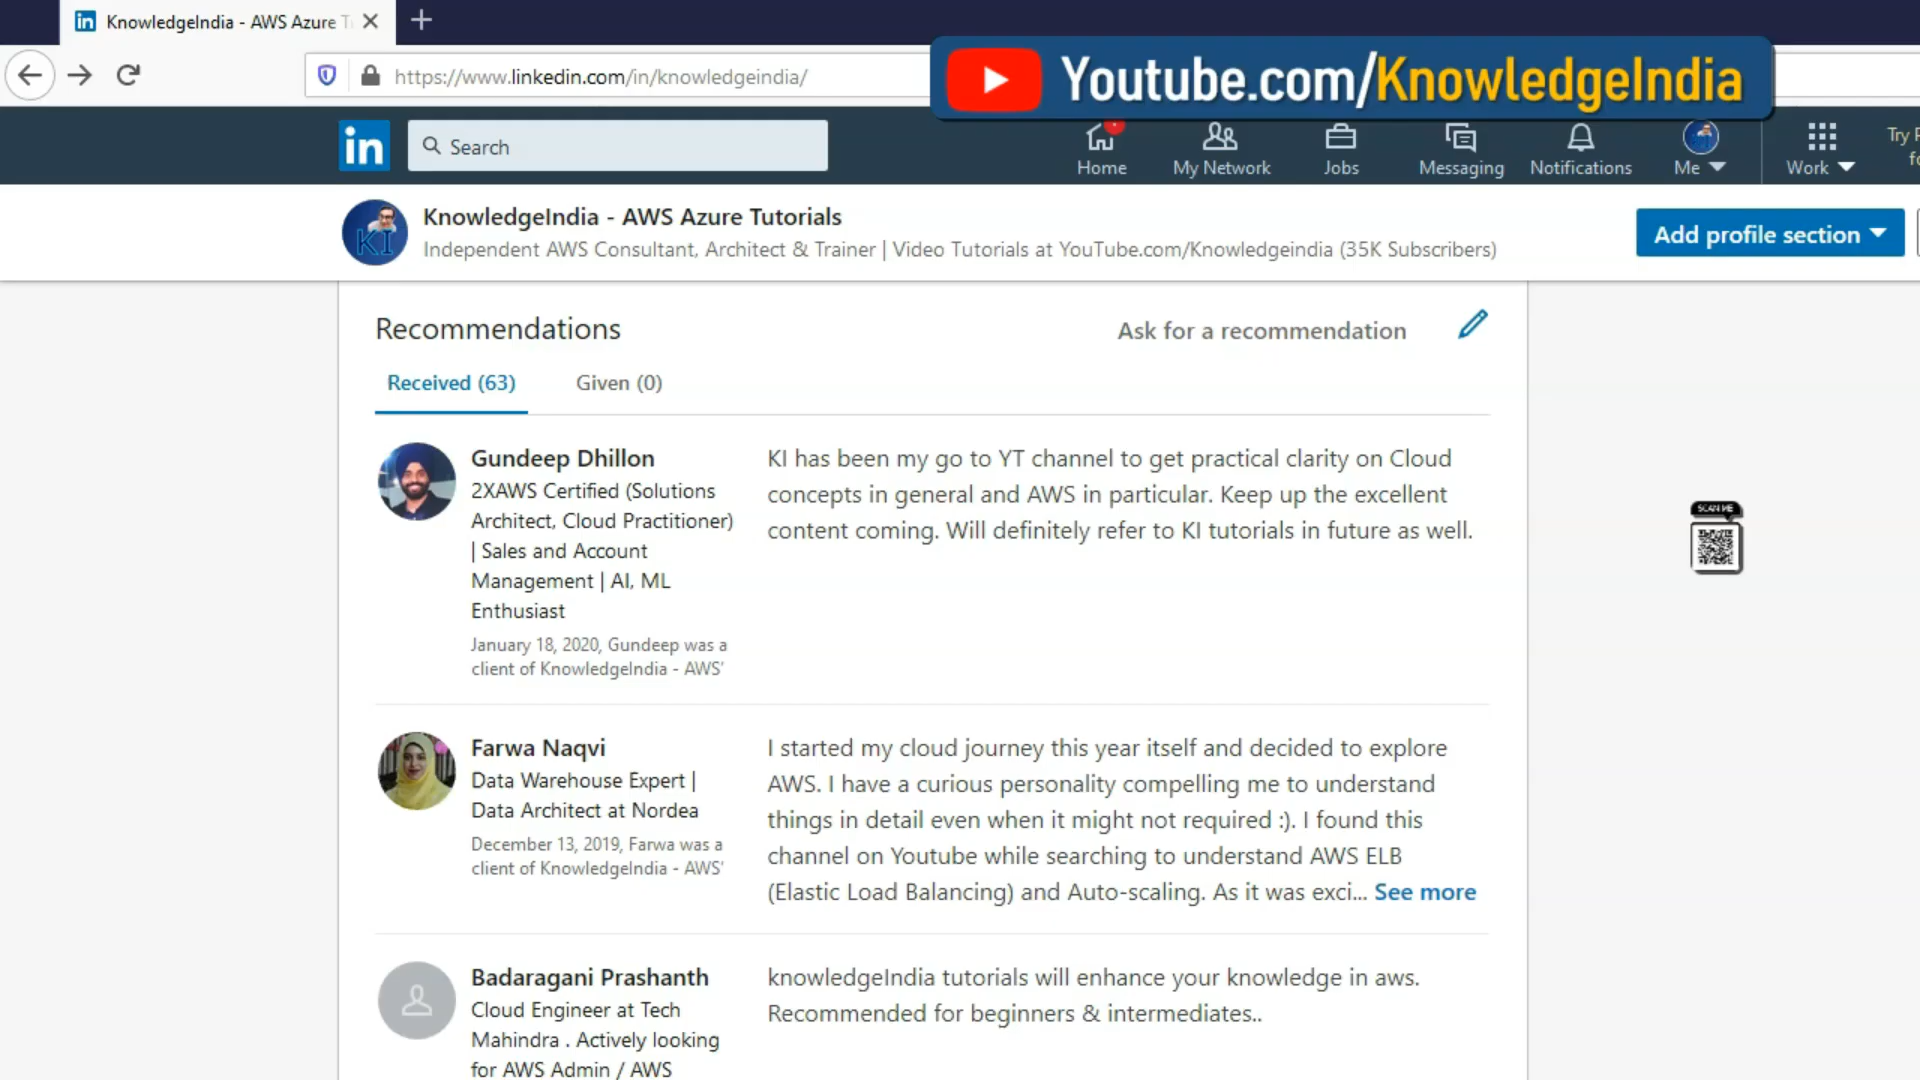 KnowledgeIndia - AWS Azure T
https://www.linkedin.com/in/knowledgeindia/
Youtube.com/KnowledgeIndia
in
Search
Home
My Network
Jobs
Messaging
Notifications
Me
Work
Try
KI
KnowledgeIndia - AWS Azure Tutorials
Independent AWS Consultant, Architect & Trainer | Video Tutorials at YouTube.com/Knowledgeindia (35K Subscribers)
Add profile section
Recommendations
Ask for a recommendation
Received (63)
Given (0)
Gundeep Dhillon
2XAWS Certified (Solutions
Architect, Cloud Practitioner)
| Sales and Account
Management | AI, ML
Enthusiast
January 18, 2020, Gundeep was a
client of KnowledgeIndia - AWS'
KI has been my go to YT channel to get practical clarity on Cloud
concepts in general and AWS in particular. Keep up the excellent
content coming. Will definitely refer to KI tutorials in future as well.
SCAN ME
Farwa Naqvi
Data Warehouse Expert |
Data Architect at Nordea
December 13, 2019, Farwa was a
client of KnowledgeIndia - AWS'
I started my cloud journey this year itself and decided to explore
AWS. I have a curious personality compelling me to understand
things in detail even when it might not required :). I found this
channel on Youtube while searching to understand AWS ELB
(Elastic Load Balancing) and Auto-scaling. As it was exci... See more
Badaragani Prashanth
Cloud Engineer at Tech
Mahindra . Actively looking
for AWS Admin / AWS
knowledgeIndia tutorials will enhance your knowledge in aws.
Recommended for beginners & intermediates..